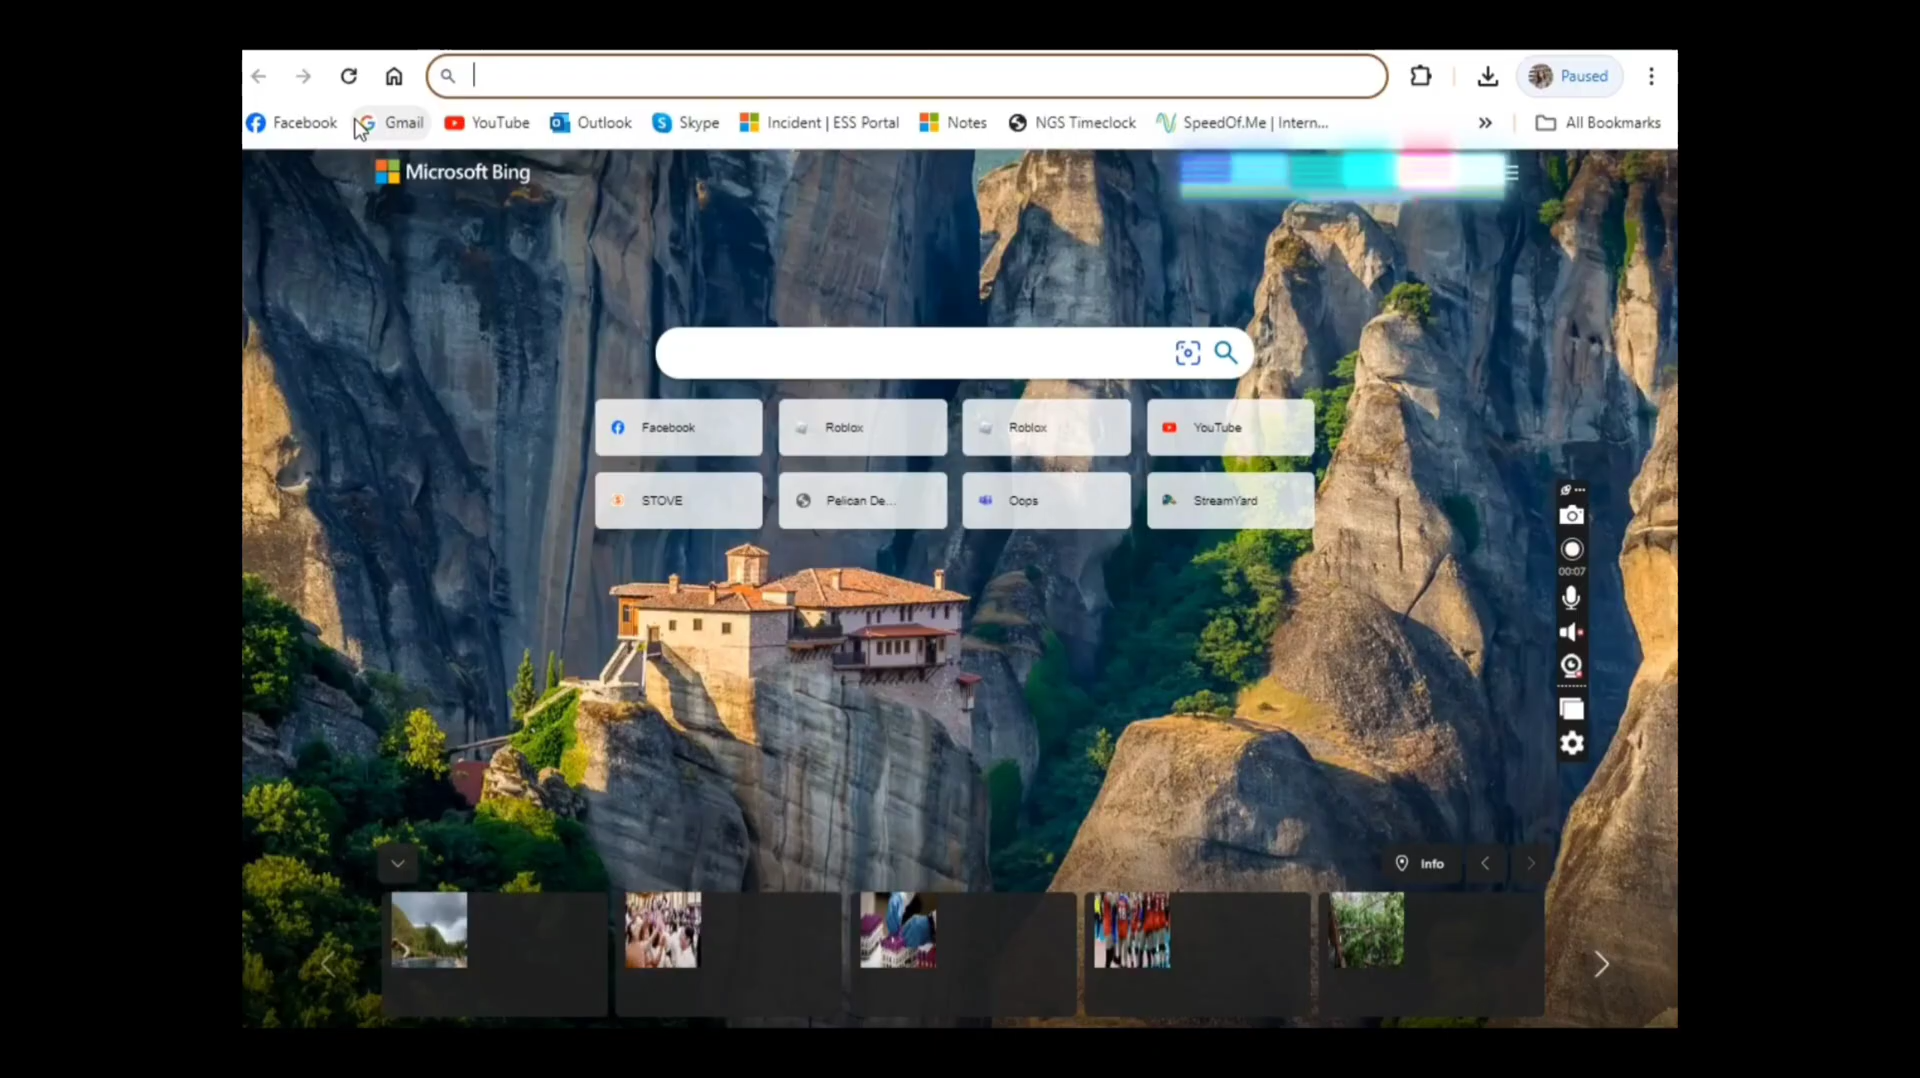 Paused
Facebook Gmail YouTube Outlook Skype Incident | ESS Portal Notes NGS Timeclock SpeedOf.Me | Intern... » All Bookmarks
Microsoft Bing
Facebook Roblox Roblox YouTube
STOVE Pelican De... Oops StreamYard
00:07
Info